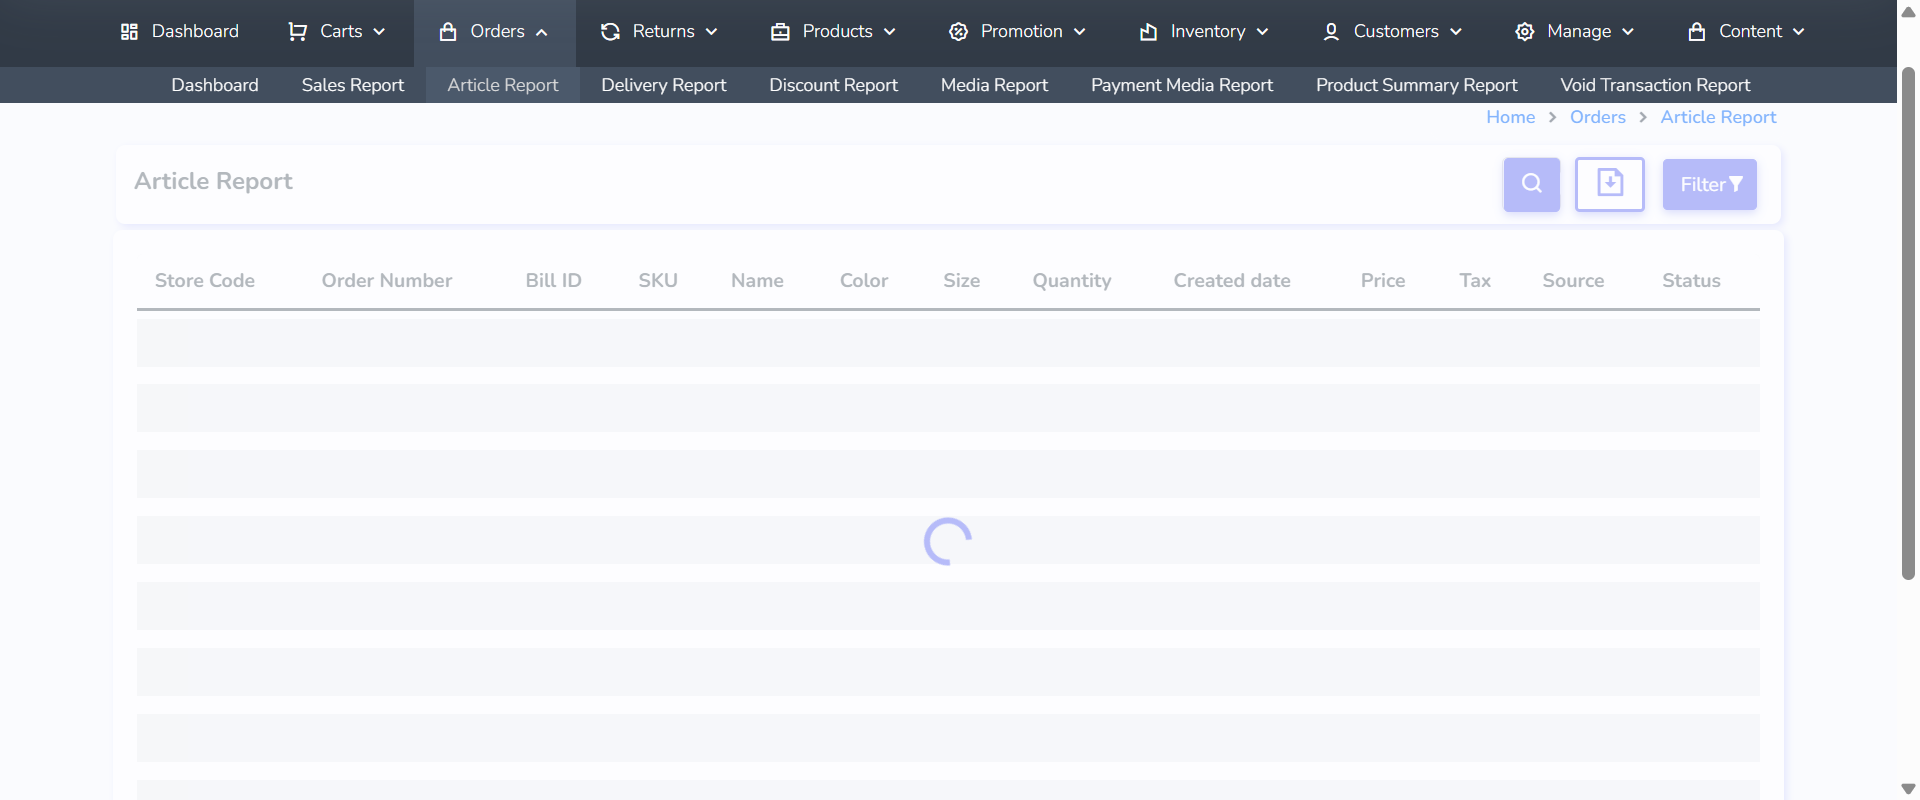 Dashboard Carts Orders Returns Products Promotion Inventory Customers Manage Content
Dashboard Sales Report Article Report Delivery Report Discount Report Media Report Payment Media Report Product Summary Report Void Transaction Report
Home Orders Article Report
Article Report
Filter
Store Code Order Number Bill ID SKU Name Color Size Quantity Created date Price Tax Source Status